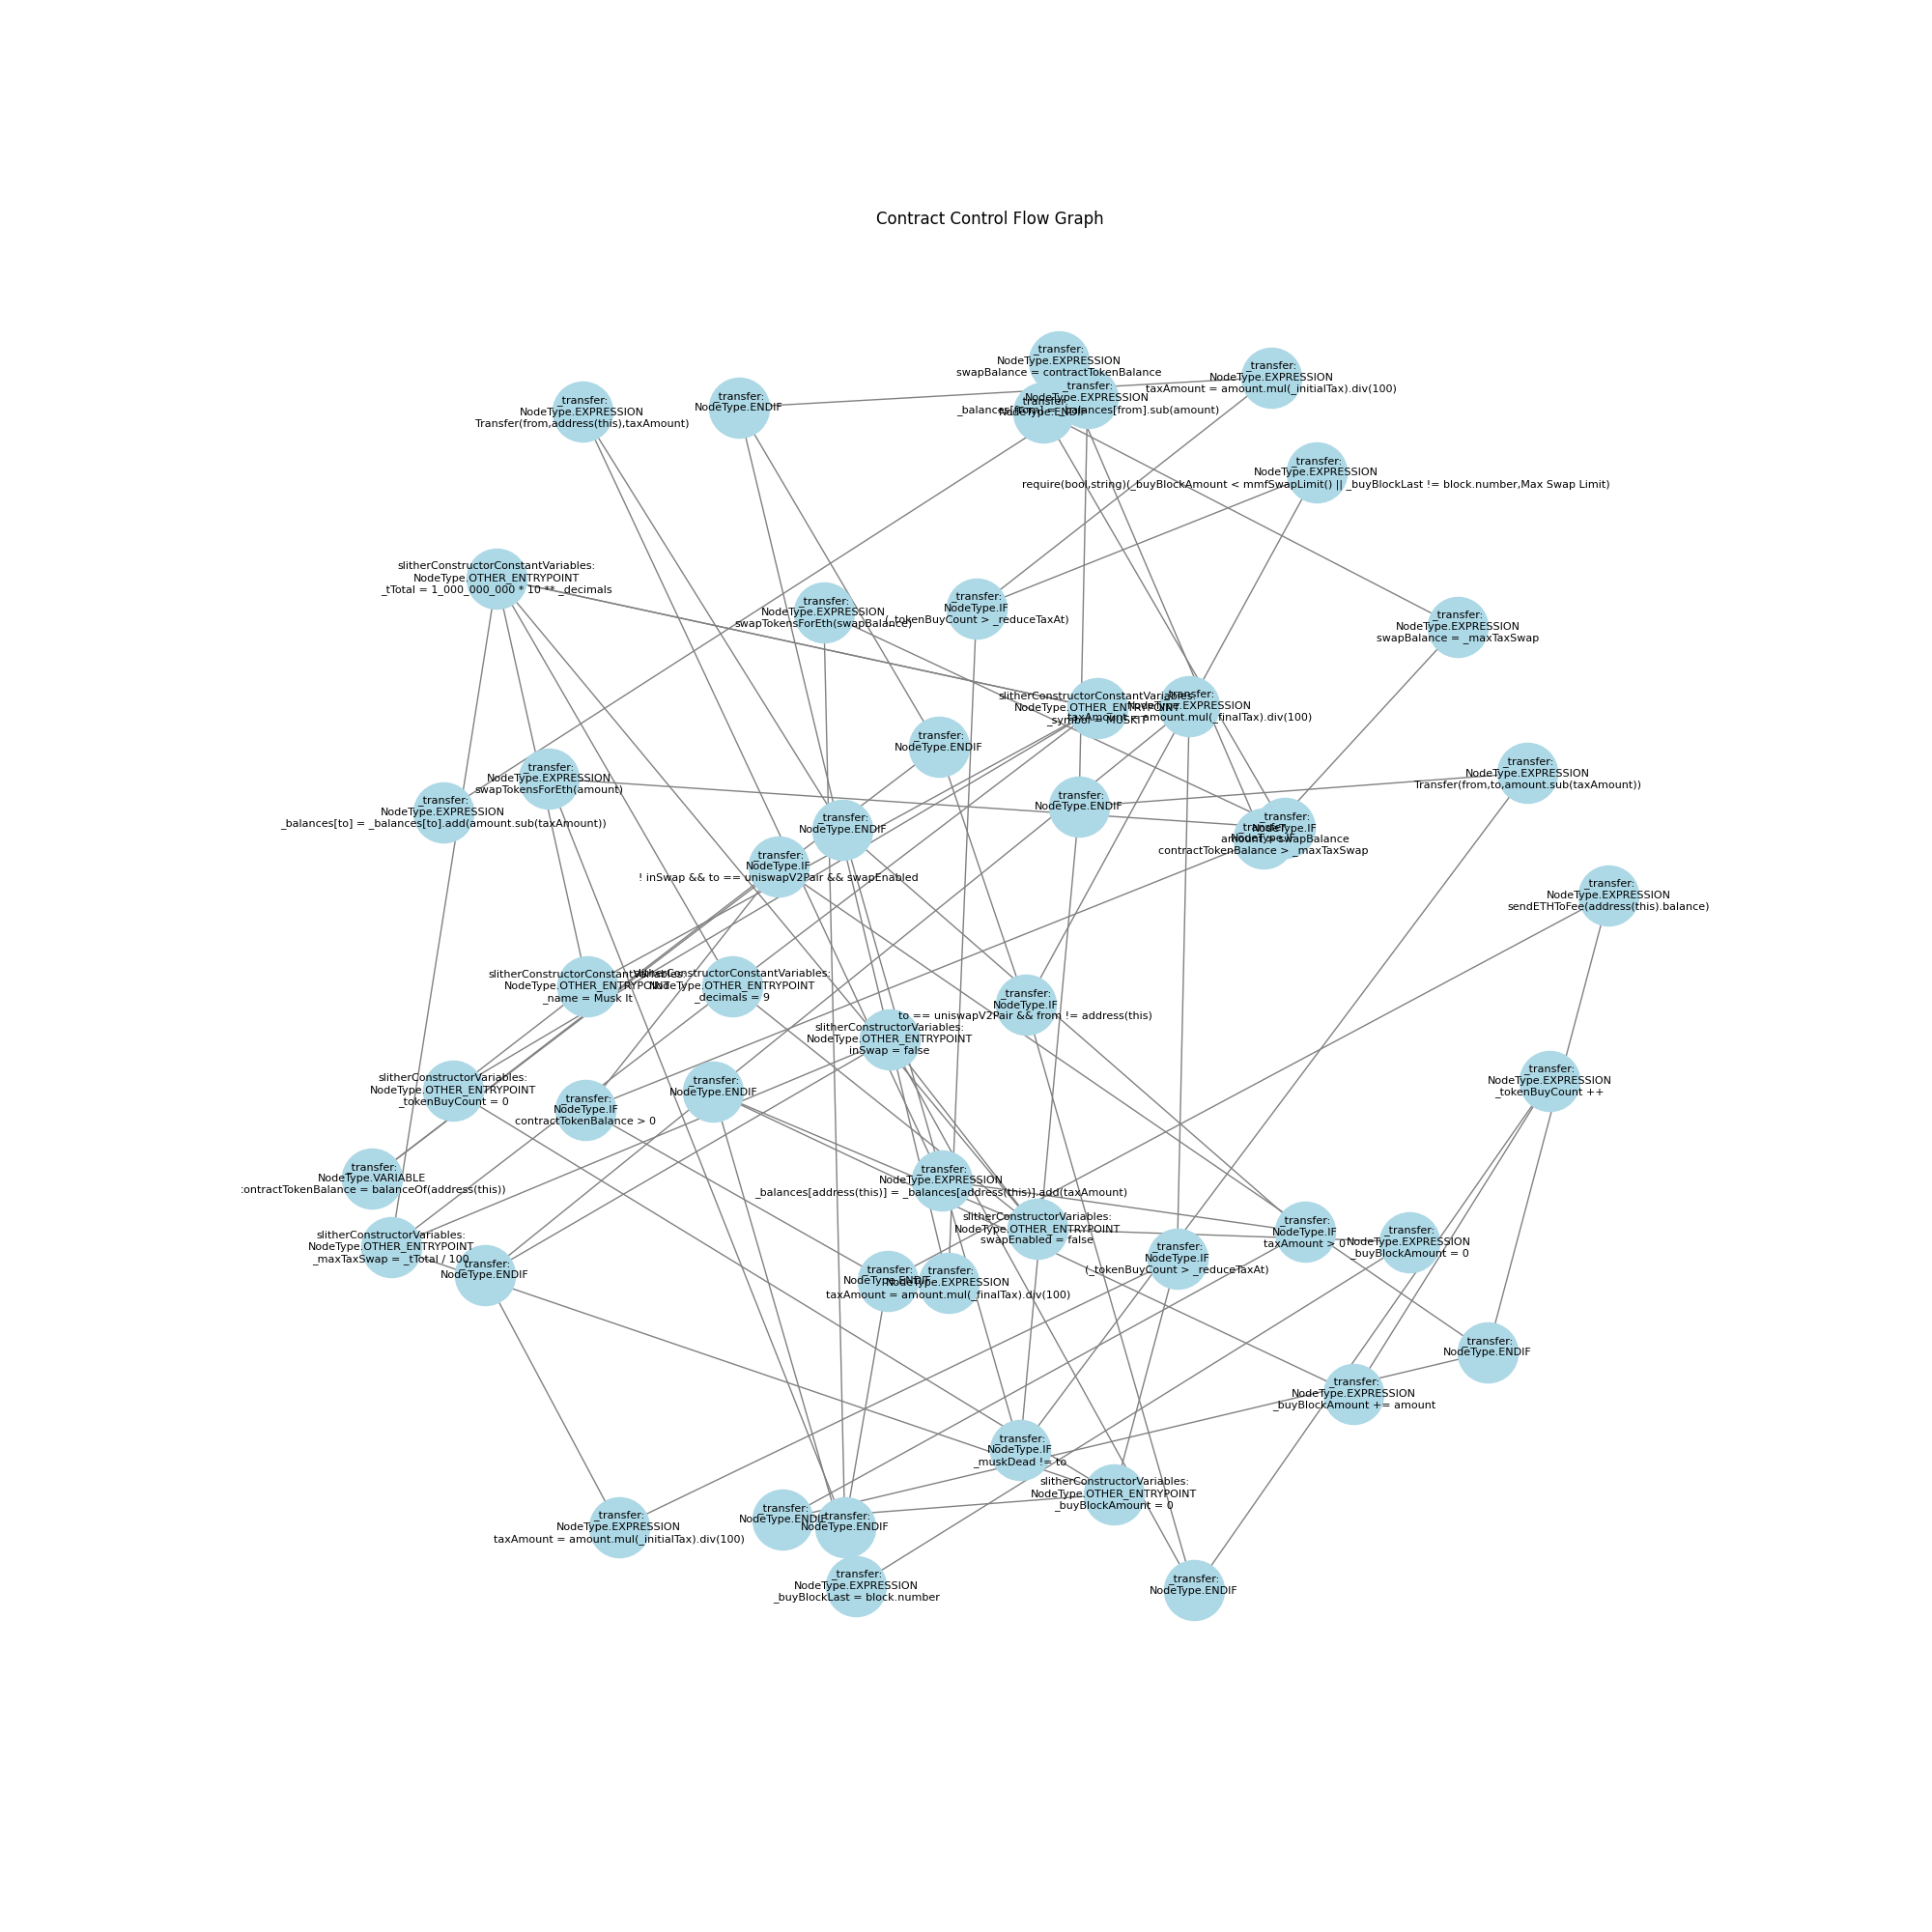 Contract Control Flow Graph
_transfer:
NodeType.EXPRESSION
swapBalance = contractTokenBalance
_transfer:
NodeType.EXPRESSION
taxAmount = amount.mul(_initialTax).div(100)
_transfer:
NodeType.EXPRESSION
_balances[from] = _balances[from].sub(amount)
_transfer:
NodeType.ENDIF
_transfer:
NodeType.ENDIF
_transfer:
NodeType.EXPRESSION
Transfer(from,address(this),taxAmount)
_transfer:
NodeType.EXPRESSION
require(bool,string)(_buyBlockAmount < mmfSwapLimit() || _buyBlockLast != block.number,Max Swap Limit)
slitherConstructorConstantVariables:
NodeType.OTHER_ENTRYPOINT
_tTotal = 1_000_000_000 * 10 ** _decimals
_transfer:
NodeType.EXPRESSION
swapTokensForEth(swapBalance)
_transfer:
NodeType.IF
(_tokenBuyCount > _reduceTaxAt)
_transfer:
NodeType.EXPRESSION
swapBalance = _maxTaxSwap
slitherConstructorConstantVariables:
NodeType.OTHER_ENTRYPOINT
_symbol = MUSKIT
_transfer:
NodeType.EXPRESSION
taxAmount = amount.mul(_finalTax).div(100)
_transfer:
NodeType.ENDIF
_transfer:
NodeType.EXPRESSION
swapTokensForEth(amount)
_transfer:
NodeType.EXPRESSION
Transfer(from,to,amount.sub(taxAmount))
_transfer:
NodeType.EXPRESSION
_balances[to] = _balances[to].add(amount.sub(taxAmount))
_transfer:
NodeType.ENDIF
_transfer:
NodeType.ENDIF
_transfer:
NodeType.IF
amount > swapBalance
_transfer:
NodeType.IF
contractTokenBalance > _maxTaxSwap
_transfer:
NodeType.IF
! inSwap && to == uniswapV2Pair && swapEnabled
_transfer:
NodeType.EXPRESSION
sendETHToFee(address(this).balance)
slitherConstructorConstantVariables:
NodeType.OTHER_ENTRYPOINT
_name = Musk It
slitherConstructorConstantVariables:
NodeType.OTHER_ENTRYPOINT
_decimals = 9
_transfer:
NodeType.IF
to == uniswapV2Pair && from != address(this)
slitherConstructorVariables:
NodeType.OTHER_ENTRYPOINT
inSwap = false
slitherConstructorVariables:
NodeType.OTHER_ENTRYPOINT
_tokenBuyCount = 0
_transfer:
NodeType.IF
contractTokenBalance > 0
_transfer:
NodeType.ENDIF
_transfer:
NodeType.EXPRESSION
_tokenBuyCount ++
_transfer:
NodeType.VARIABLE
:ontractTokenBalance = balanceOf(address(this))
_transfer:
NodeType.EXPRESSION
_balances[address(this)] = _balances[address(this)].add(taxAmount)
slitherConstructorVariables:
NodeType.OTHER_ENTRYPOINT
swapEnabled = false
_transfer:
NodeType.IF
taxAmount > 0
_transfer:
NodeType.EXPRESSION
_buyBlockAmount = 0
slitherConstructorVariables:
NodeType.OTHER_ENTRYPOINT
_maxTaxSwap = _tTotal / 100
_transfer:
NodeType.ENDIF
_transfer:
NodeType.IF
(_tokenBuyCount > _reduceTaxAt)
_transfer:
NodeType.ENDIF
_transfer:
NodeType.EXPRESSION
taxAmount = amount.mul(_finalTax).div(100)
_transfer:
NodeType.ENDIF
_transfer:
NodeType.EXPRESSION
_buyBlockAmount += amount
_transfer:
NodeType.IF
_muskDead != to
slitherConstructorVariables:
NodeType.OTHER_ENTRYPOINT
_buyBlockAmount = 0
_transfer:
NodeType.EXPRESSION
taxAmount = amount.mul(_initialTax).div(100)
_transfer:
NodeType.ENDIF
_transfer:
NodeType.ENDIF
_transfer:
NodeType.EXPRESSION
_buyBlockLast = block.number
_transfer:
NodeType.ENDIF